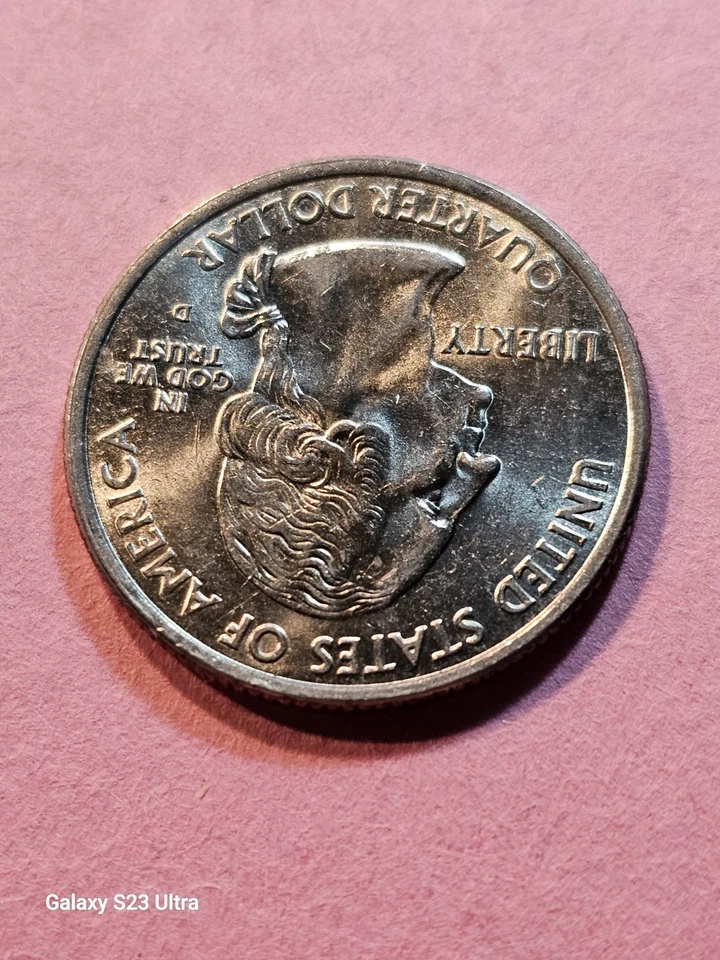 UNITED STATES OF AMERICA
LIBERTY
IN
GOD WE
TRUST
D
QUARTER DOLLAR
Galaxy S23 Ultra